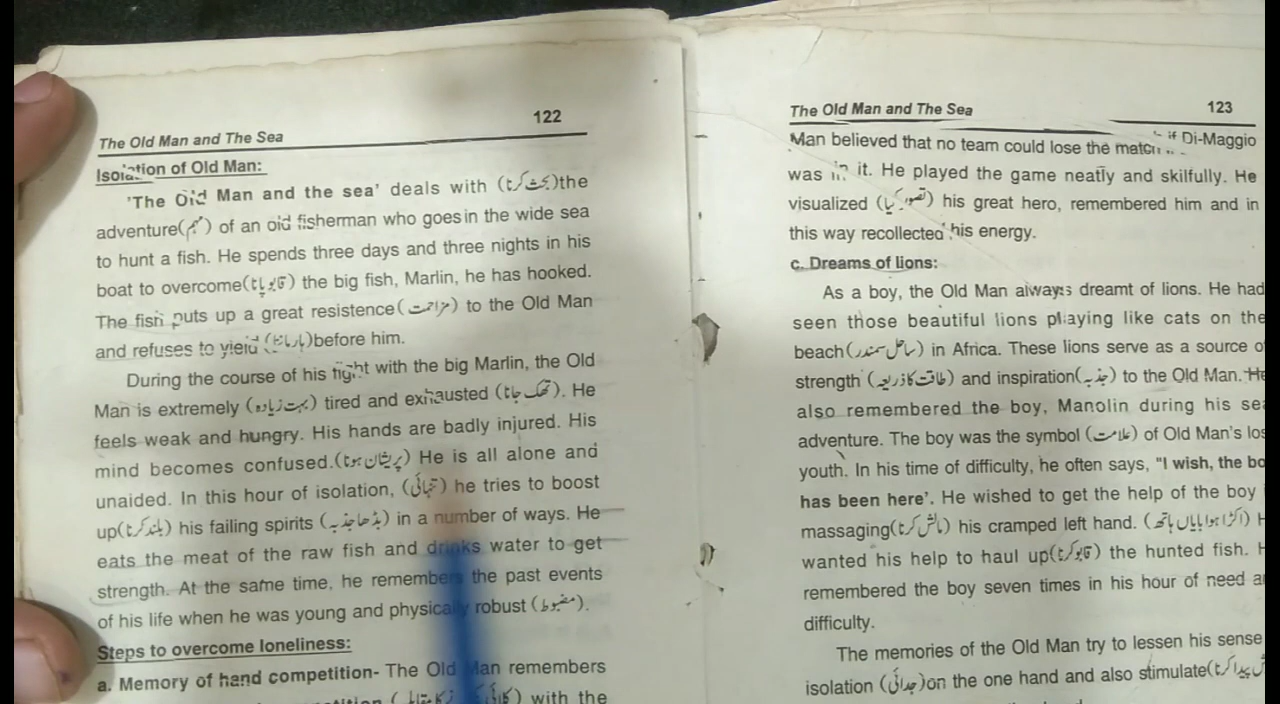 The Old Man and The Sea 122
Isolation of Old Man:
'The Old Man and the sea' deals with (بحث کرنا) the
adventure(مہم) of an old fisherman who goes in the wide sea
to hunt a fish. He spends three days and three nights in his
boat to overcome(قابو پانا) the big fish, Marlin, he has hooked.
The fish puts up a great resistence (مزاحمت) to the Old Man
and refuses to yield (ہار ماننا) before him.
During the course of his fight with the big Marlin, the Old
Man is extremely (بہت زیادہ) tired and exhausted (تھک جانا). He
feels weak and hungry. His hands are badly injured. His
mind becomes confused.(پریشان ہونا) He is all alone and
unaided. In this hour of isolation, (تنہائی) he tries to boost
up(بلند کرنا) his failing spirits () in a number of ways. He
eats the meat of the raw fish and drinks water to get
strength. At the same time, he remembers the past events
of his life when he was young and physically robust (مضبوط).
Steps to overcome loneliness:
a. Memory of hand competition- The Old Man remembers
with the
The Old Man and The Sea 123
Man believed that no team could lose the match if Di-Maggio
was in it. He played the game neatly and skilfully. He
visualized (تصور کیا) his great hero, remembered him and in
this way recollected his energy.
c. Dreams of lions:
As a boy, the Old Man always dreamt of lions. He had
seen those beautiful lions playing like cats on the
beach(ساحل سمندر) in Africa. These lions serve as a source o
strength (طاقت کا ذریعہ) and inspiration(جذبہ) to the Old Man. He
also remembered the boy, Manolin during his sea
adventure. The boy was the symbol (علامت) of Old Man's los
youth. In his time of difficulty, he often says, "I wish, the bo
has been here'. He wished to get the help of the boy
massaging(مالش کرنا) his cramped left hand. (اکڑا ہوا بایاں ہاتھ) H
wanted his help to haul up(قابو کرنا) the hunted fish. H
remembered the boy seven times in his hour of need a
difficulty.
The memories of the Old Man try to lessen his sense
isolation (جدائی) on the one hand and also stimulate(